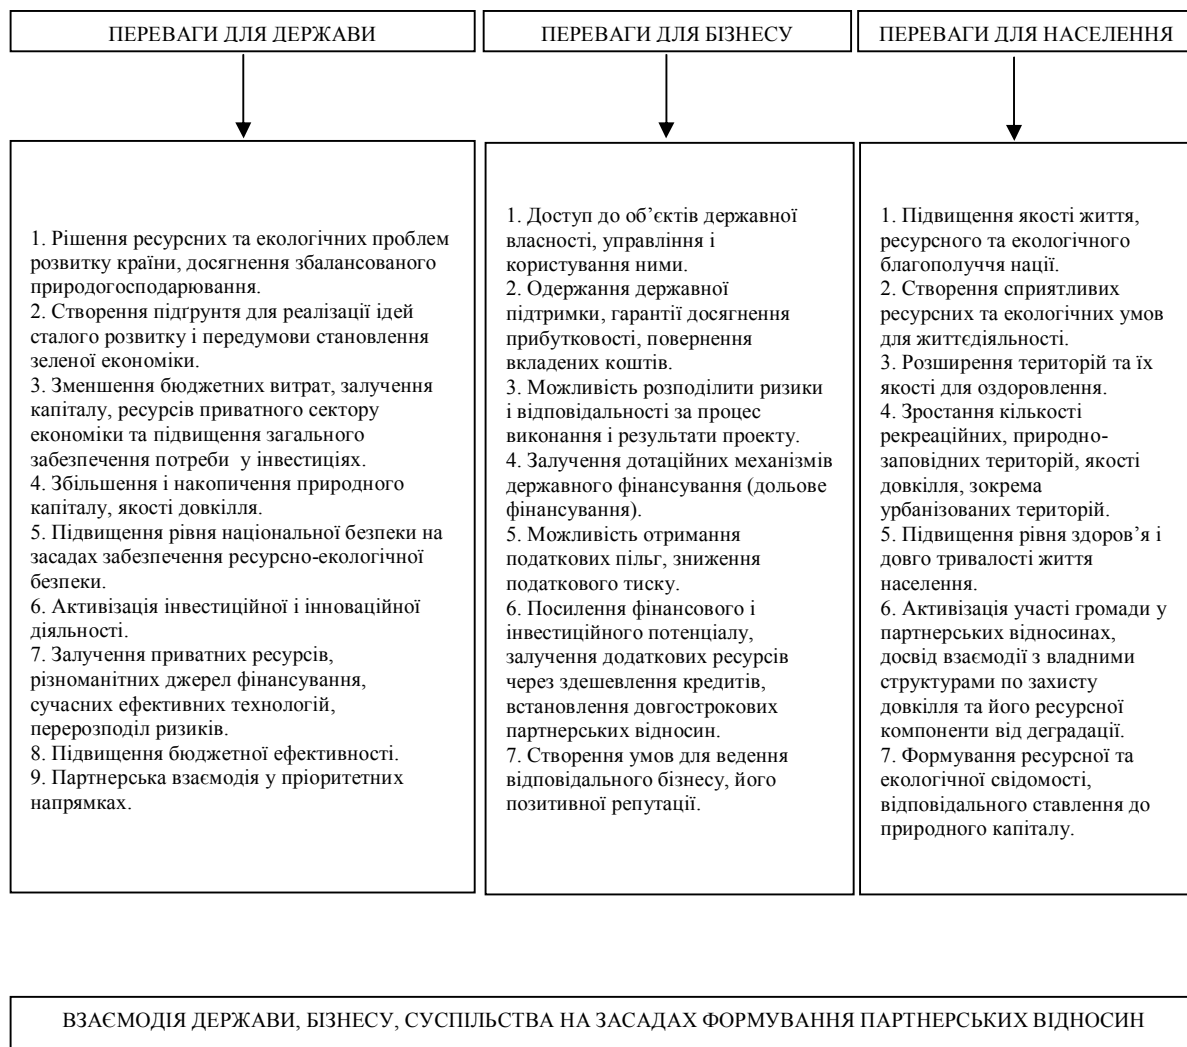 ПЕРЕВАГИ ДЛЯ ДЕРЖАВИ
ПЕРЕВАГИ ДЛЯ БІЗНЕСУ
ПЕРЕВАГИ ДЛЯ НАСЕЛЕННЯ
1. Рішення ресурсних та екологічних проблем
розвитку країни, досягнення збалансованого
природогосподарювання.
2. Створення підґрунтя для реалізації ідей
сталого розвитку і передумови становлення
зеленої економіки.
3. Зменшення бюджетних витрат, залучення
капіталу, ресурсів приватного сектору
економіки та підвищення загального
забезпечення потреби у інвестиціях.
4. Збільшення і накопичення природного
капіталу, якості довкілля.
5. Підвищення рівня національної безпеки на
засадах забезпечення ресурсно-екологічної
безпеки.
6. Активізація інвестиційної і інноваційної
діяльності.
7. Залучення приватних ресурсів,
різноманітних джерел фінансування,
сучасних ефективних технологій,
перерозподіл ризиків.
8. Підвищення бюджетної ефективності.
9. Партнерська взаємодія у пріоритетних
напрямках.
1. Доступ до об’єктів державної
власності, управління і
користування ними.
2. Одержання державної
підтримки, гарантії досягнення
прибутковості, повернення
вкладених коштів.
3. Можливість розподілити ризики
і відповідальності за процес
виконання і результати проекту.
4. Залучення дотаційних механізмів
державного фінансування (дольове
фінансування).
5. Можливість отримання
податкових пільг, зниження
податкового тиску.
6. Посилення фінансового і
інвестиційного потенціалу,
залучення додаткових ресурсів
через здешевлення кредитів,
встановлення довгострокових
партнерських відносин.
7. Створення умов для ведення
відповідального бізнесу, його
позитивної репутації.
1. Підвищення якості життя,
ресурсного та екологічного
благополуччя нації.
2. Створення сприятливих
ресурсних та екологічних умов
для життєдіяльності.
3. Розширення територій та їх
якості для оздоровлення.
4. Зростання кількості
рекреаційних, природно-
заповідних територій, якості
довкілля, зокрема
урбанізованих територій.
5. Підвищення рівня здоров’я і
довго тривалості життя
населення.
6. Активізація участі громади у
партнерських відносинах,
досвід взаємодії з владними
структурами по захисту
довкілля та його ресурсної
компоненти від деградації.
7. Формування ресурсної та
екологічної свідомості,
відповідального ставлення до
природного капіталу.
ВЗАЄМОДІЯ ДЕРЖАВИ, БІЗНЕСУ, СУСПІЛЬСТВА НА ЗАСАДАХ ФОРМУВАННЯ ПАРТНЕРСЬКИХ ВІДНОСИН